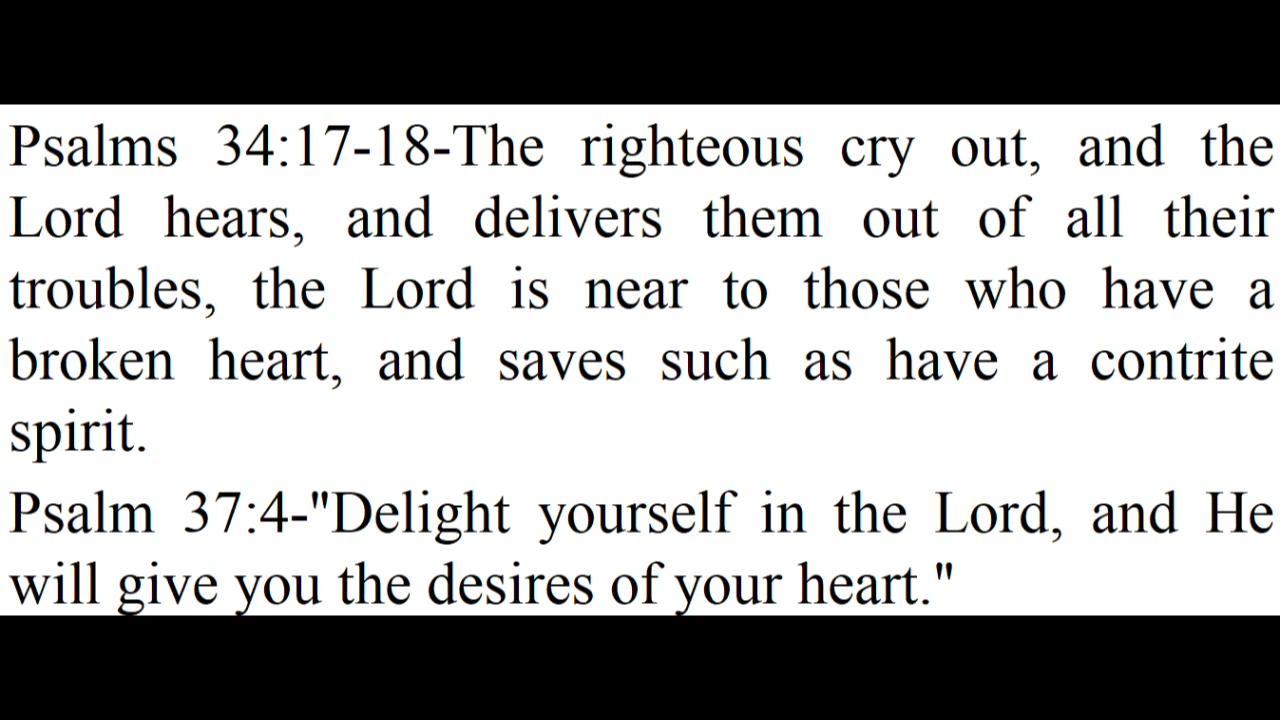 Psalms 34:17-18-The righteous cry out, and the
Lord hears, and delivers them out of all their
troubles, the Lord is near to those who have a
broken heart, and saves such as have a contrite
spirit.
Psalm 37:4-"Delight yourself in the Lord, and He
will give you the desires of your heart."